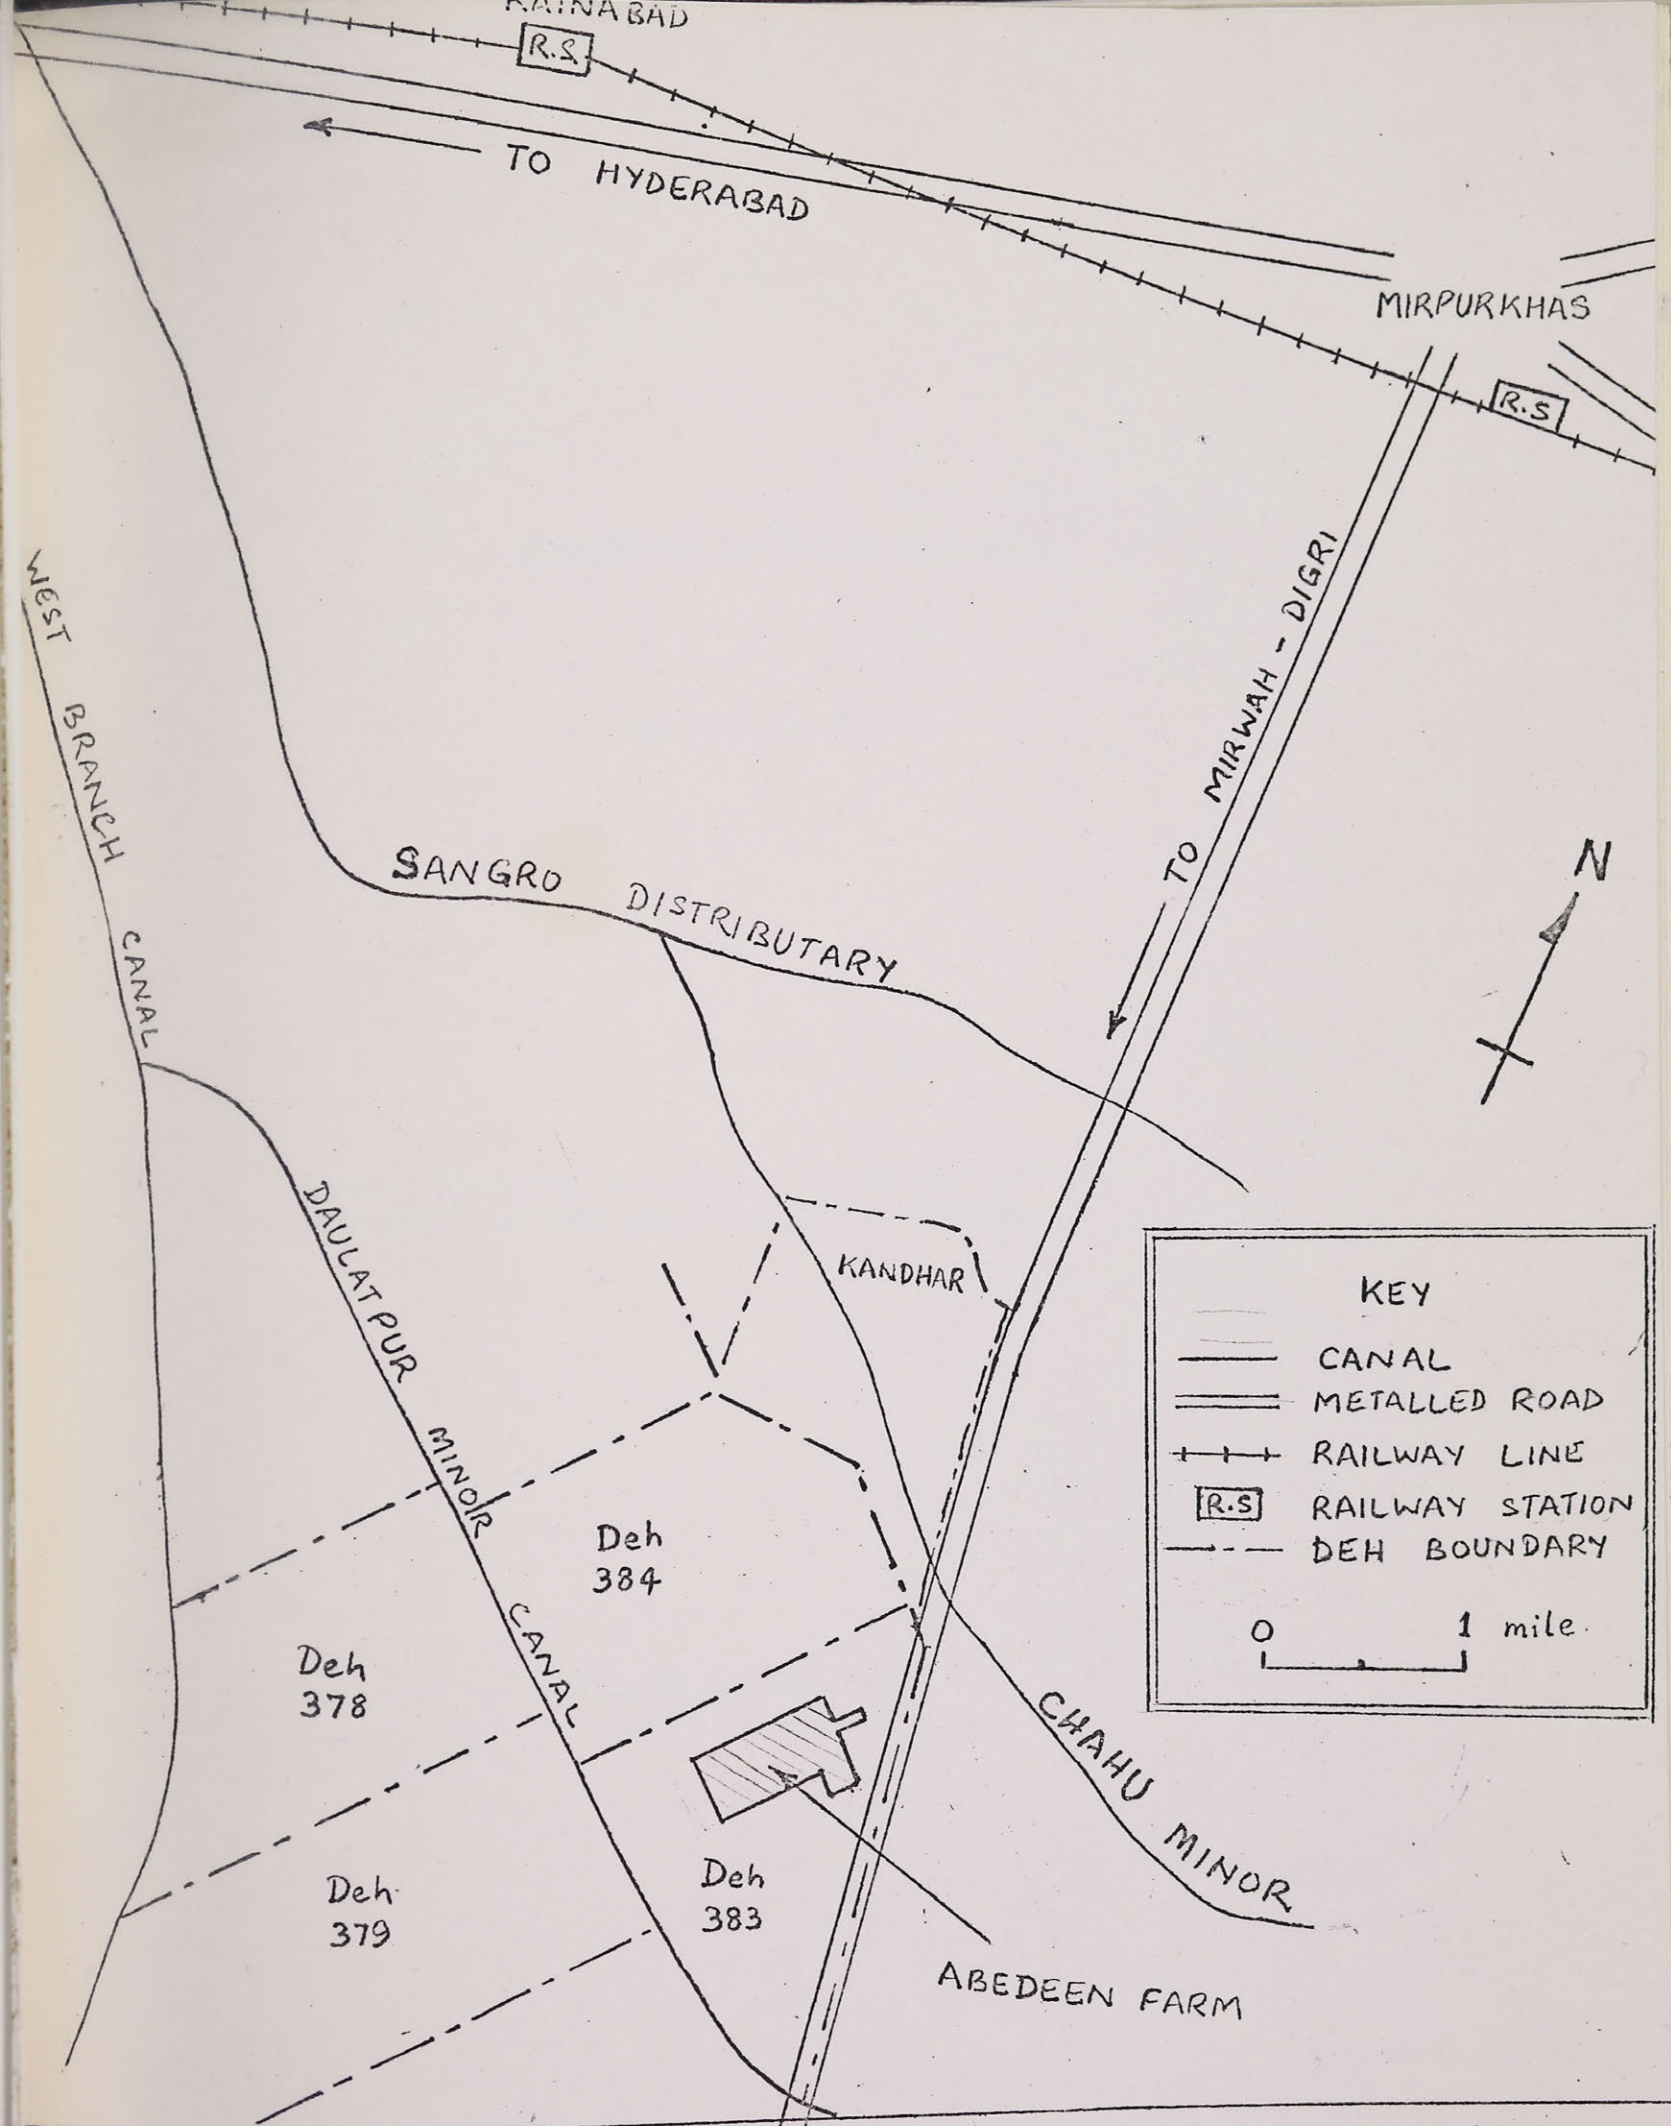 R.S.
TO HYDERABAD
MIRPURKHAS
R.S
TO MIRWAH - DIGRI
WEST BRANCH CANAL
SANGRO DISTRIBUTARY
N
DAULATPUR MINOR CANAL
KANDHAR
KEY
CANAL
METALLED ROAD
RAILWAY LINE
R.S RAILWAY STATION
DEH BOUNDARY
0 1 mile.
Deh
384
Deh
378
CHAHU MINOR
Deh
379
Deh
383
ABEDEEN FARM